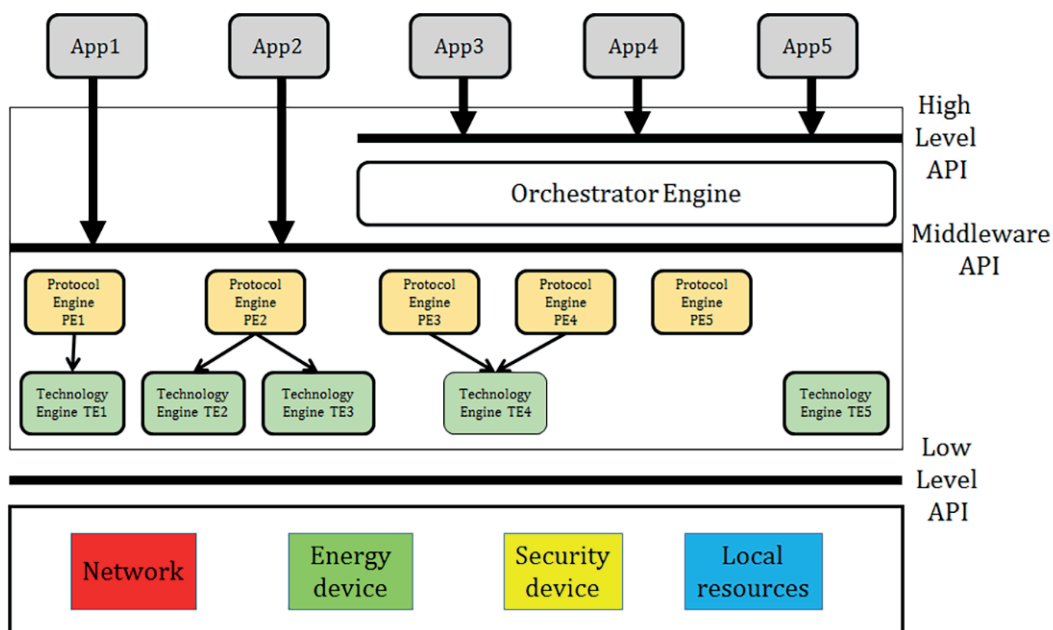 App1
App2
App3
App4
App5
High
Level
API
Orchestrator Engine
Middleware
API
Protocol
Engine
PE1
Protocol
Engine
PE2
Protocol
Engine
PE3
Protocol
Engine
PE4
Protocol
Engine
PE5
Technology
Engine TE1
Technology
Engine TE2
Technology
Engine TE3
Technology
Engine TE4
Technology
Engine TE5
Low
Level
API
Network
Energy
device
Security
device
Local
resources